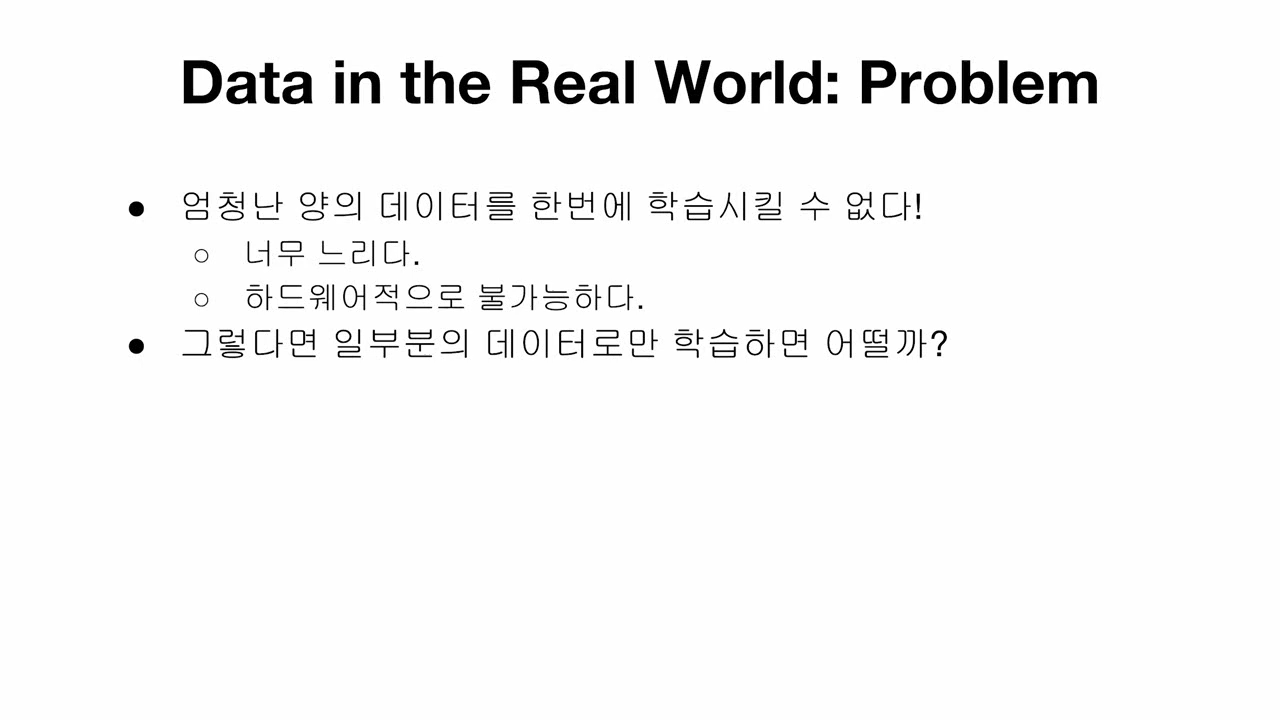 Data in the Real World: Problem
● 엄청난 양의 데이터를 한번에 학습시킬 수 없다!
○ 너무 느리다.
○ 하드웨어적으로 불가능하다.
● 그렇다면 일부분의 데이터로만 학습하면 어떨까?